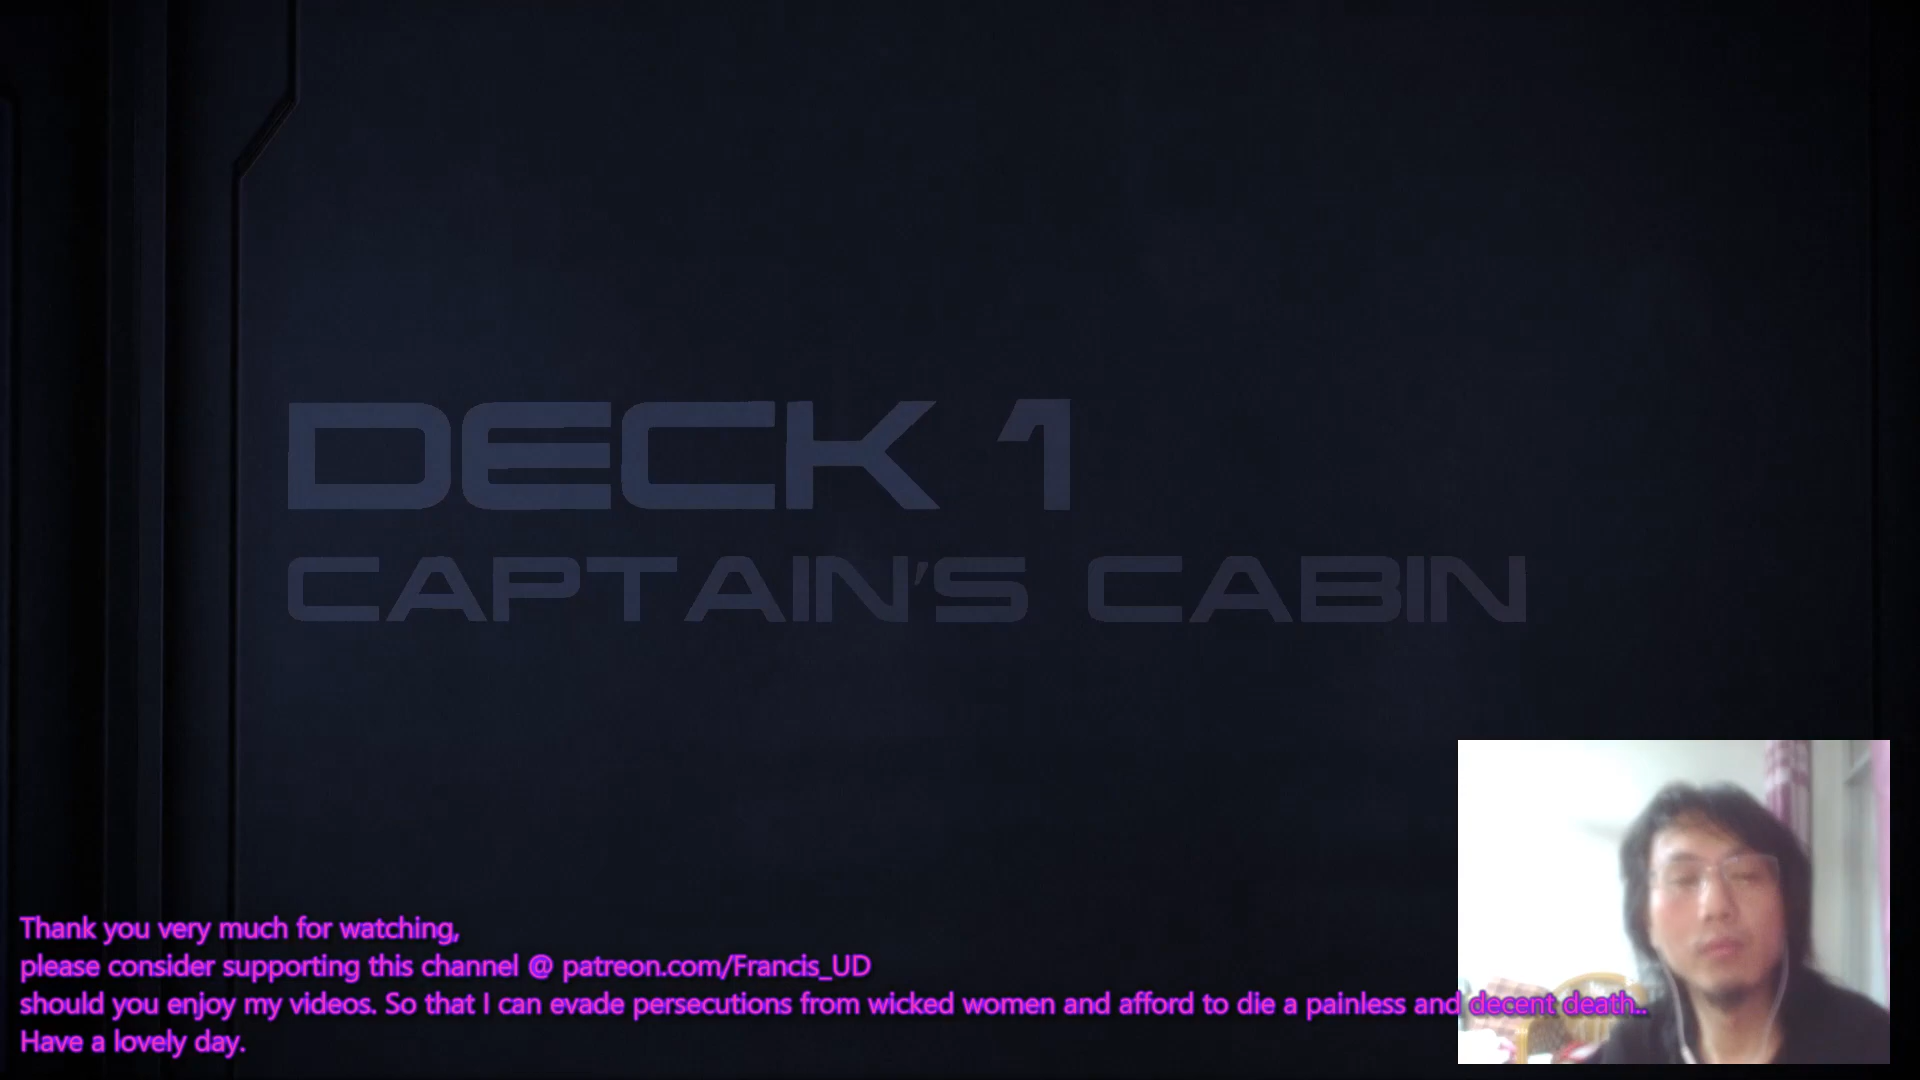 DECK 1
CAPTAIN'S CABIN
Thank you very much for watching,
please consider supporting this channel @ patreon.com/Francis_UD
should you enjoy my videos. So that I can evade persecutions from wicked women and afford to die a painless and decent death..
Have a lovely day.